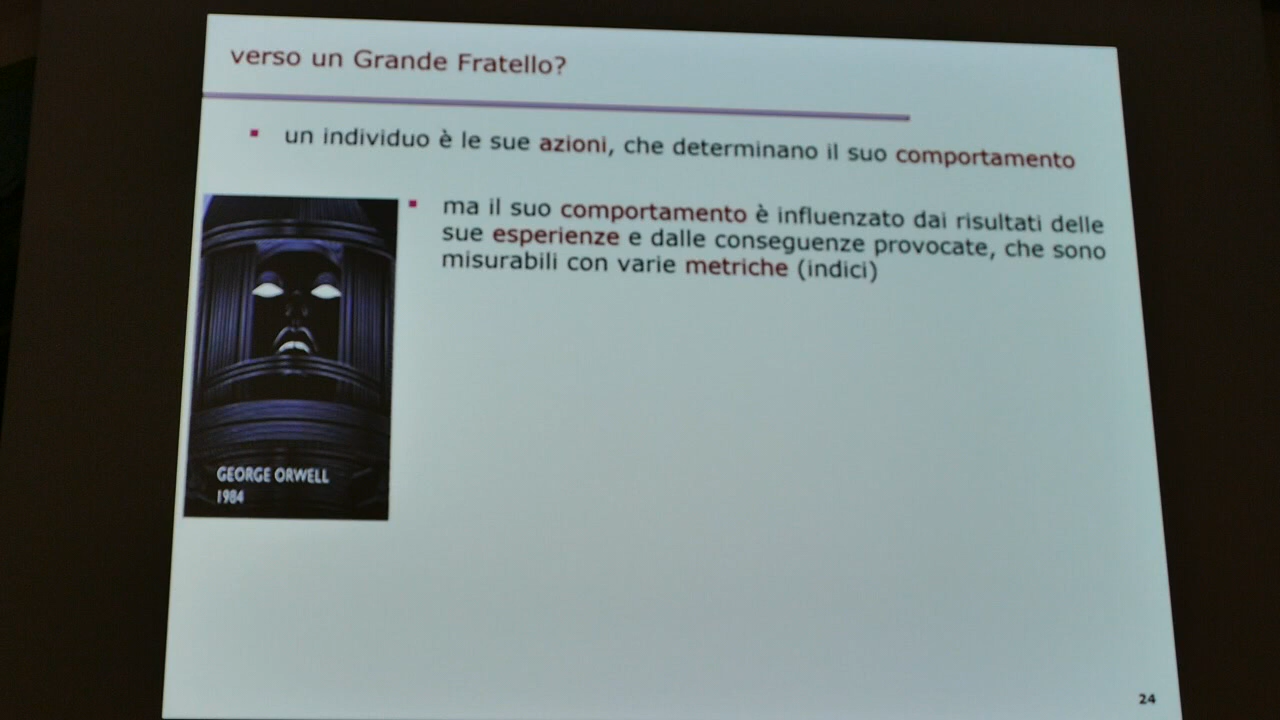 verso un Grande Fratello?
un individuo è le sue azioni, che determinano il suo comportamento
ma il suo comportamento è influenzato dai risultati delle
sue esperienze e dalle conseguenze provocate, che sono
misurabili con varie metriche (indici)
GEORGE ORWELL
1984
24